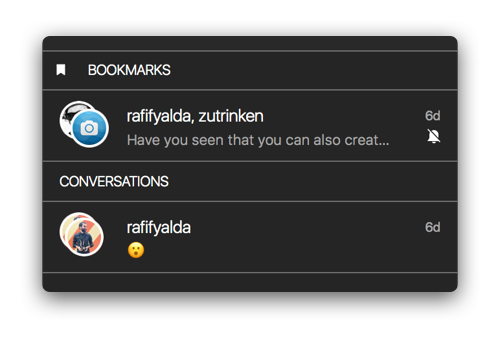 BOOKMARKS
rafifyalda, zutrinken 6d
Have you seen that you can also creat...
CONVERSATIONS
rafifyalda 6d
😮